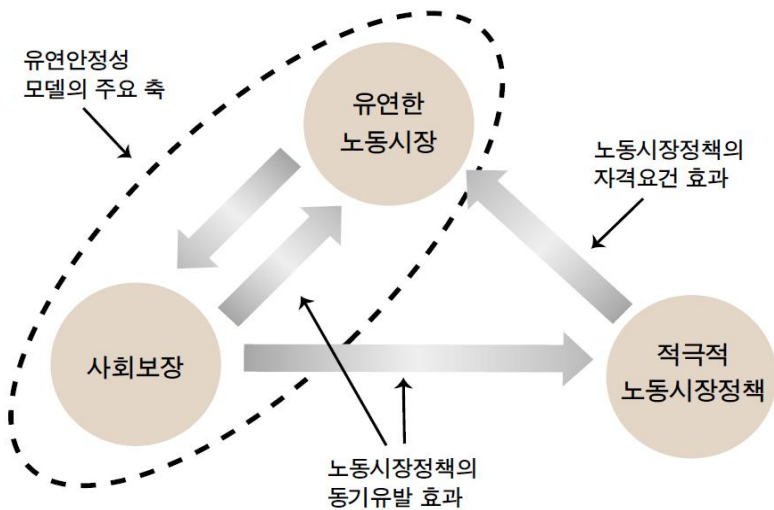 유연안정성
모델의 주요 축
유연한
노동시장
노동시장정책의
자격요건 효과
사회보장
적극적
노동시장정책
노동시장정책의
동기유발 효과